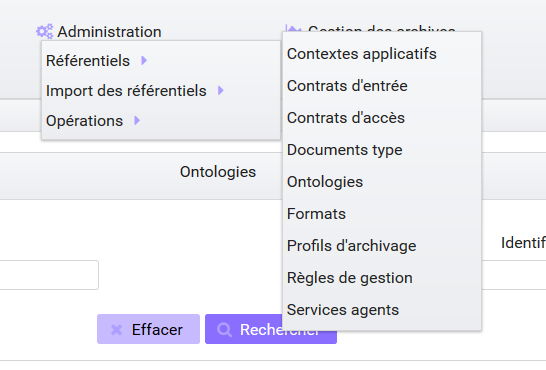 Administration
Gestion des archives
Référentiels
Import des référentiels
Opérations
Contextes applicatifs
Contrats d'entrée
Contrats d'accès
Documents type
Ontologies
Formats
Profils d'archivage
Règles de gestion
Services agents
Ontologies
Identif
Effacer
Rechercher